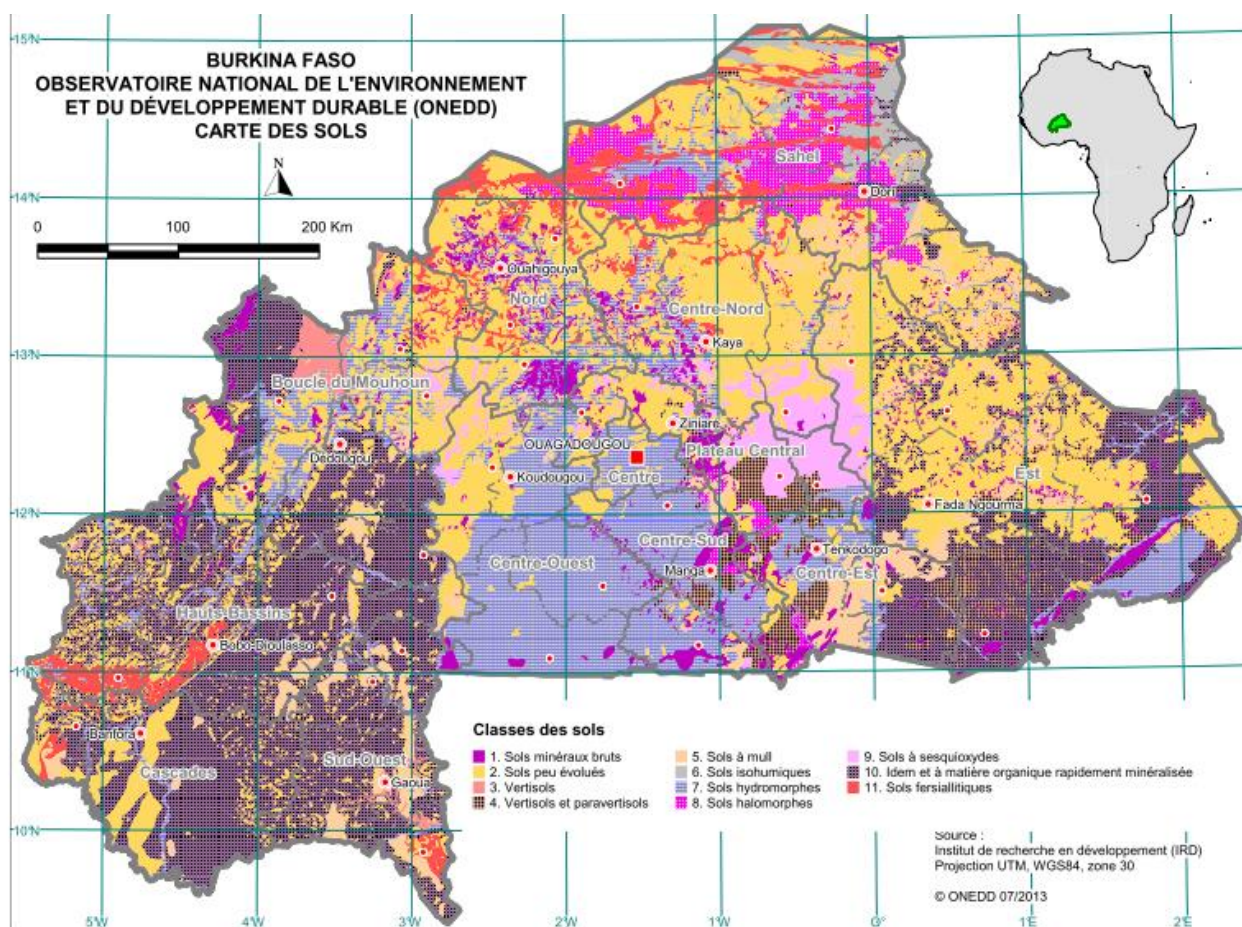 BURKINA FASO
OBSERVATOIRE NATIONAL DE L'ENVIRONNEMENT
ET DU DÉVELOPPEMENT DURABLE (ONEDD)
CARTE DES SOLS
N
0 100 200 Km
15°N
14°N
13°N
12°N
11°N
10°N
Sahel
Dori
Ouahigouya
Nord
Centre-Nord
Kaya
Boucle du Mouhoun
Ziniaré
OUAGADOUGOU
Plateau Central
Dédougou
Koudougou
Centre
Est
Fada Ngourma
Centre-Sud
Tenkodogo
Centre-Ouest
Manga
Centre-Est
Hauts Bassins
Bobo-Dioulasso
Banfora
Sud-Ouest
Cascades
Gaoua
Classes des sols
1. Sols minéraux bruts
2. Sols peu évolués
3. Vertisols
4. Vertisols et paravertisols
5. Sols à mull
6. Sols isohumiques
7. Sols hydromorphes
8. Sols halomorphes
9. Sols à sesquioxydes
10. Idem et à matière organique rapidement minéralisée
11. Sols fersiallitiques
Source :
Institut de recherche en développement (IRD)
Projection UTM, WGS84, zone 30
© ONEDD 07/2013
5°W 4°W 3°W 2°W 1°W 0° 1°E 2°E